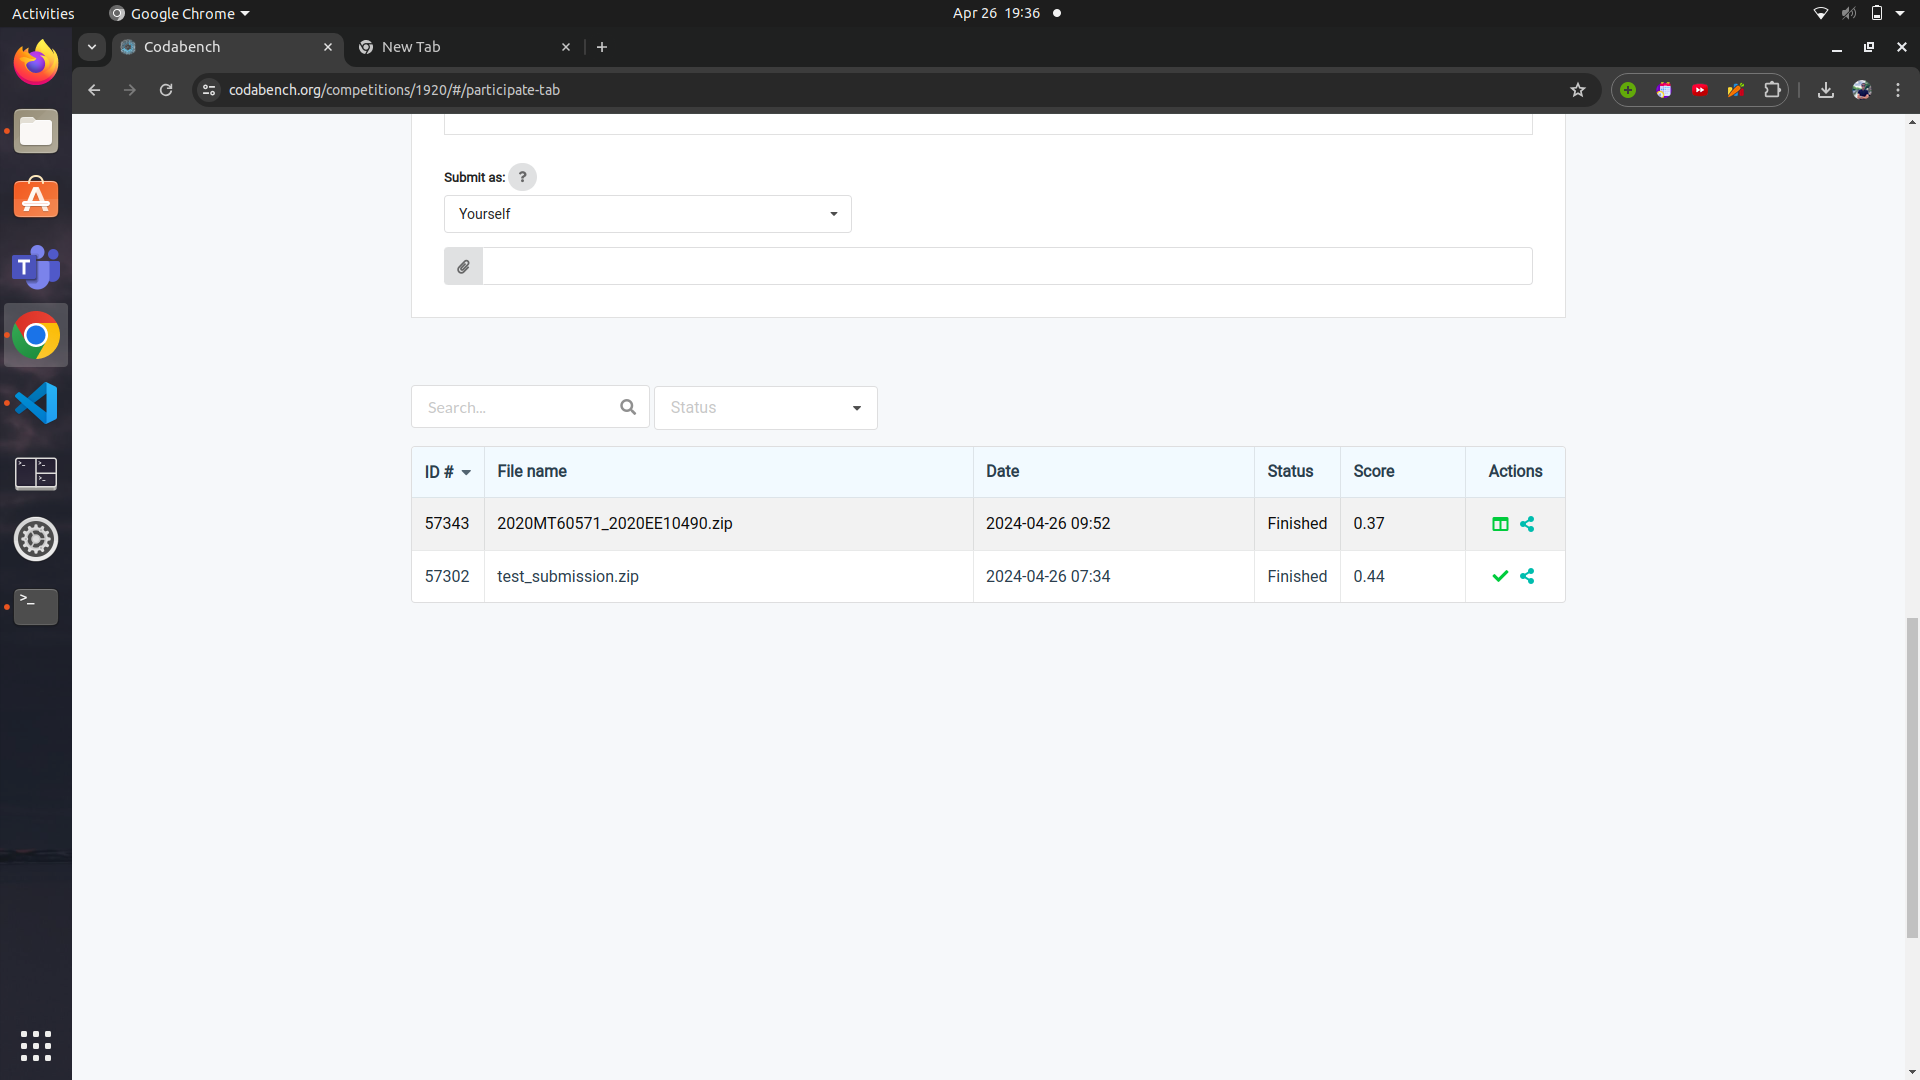 Activities Google Chrome Apr 26 19:36
Codabench New Tab
codabench.org/competitions/1920/#/participate-tab
Submit as: ?
Yourself
Search... Status
ID # File name Date Status Score Actions
57343 2020MT60571_2020EE10490.zip 2024-04-26 09:52 Finished 0.37
57302 test_submission.zip 2024-04-26 07:34 Finished 0.44